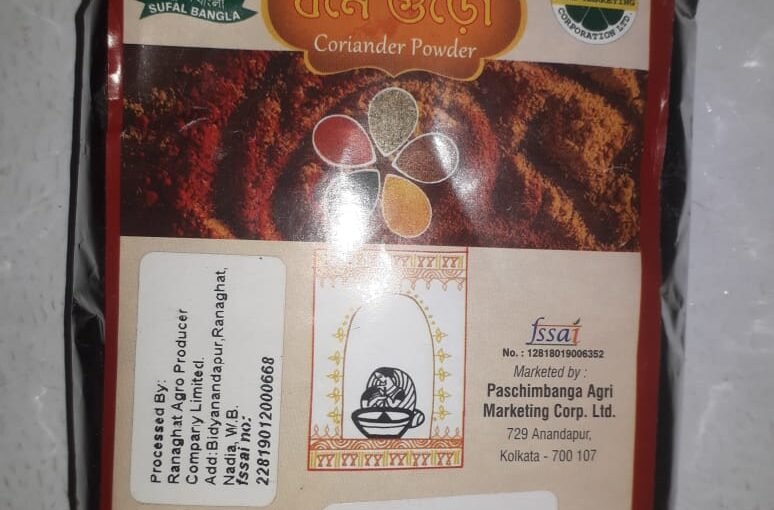 বাংলা
SUFAL BANGLA
ধনে গুঁড়ো
Coriander Powder
MARKETING
CORPORATION LTD.
Processed By:
Ranaghat Agro Producer
Company Limited.
Add:Bidyanandapur,Ranaghat,
Nadia, W.B.
fssai no:
22819012000668
fssai
No. : 12818019006352
Marketed by :
Paschimbanga Agri
Marketing Corp. Ltd.
729 Anandapur,
Kolkata - 700 107